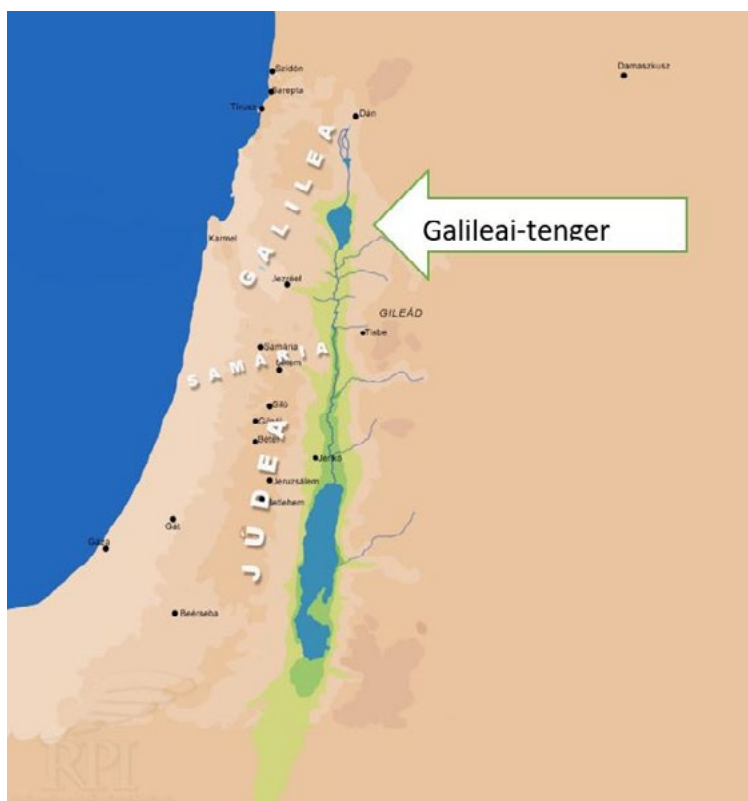 Szidón
Damaszkusz
Sarepta
Tírusz
Dán
GALILEA
Galileai-tenger
Karmel
Jezréel
GILEÁD
Tisbe
Samária
SAMÁRIA
Siló
Bétel
Jerikó
JÚDEA
Jeruzsálem
Betlehem
Gát
Gáza
Beérseba
RPI